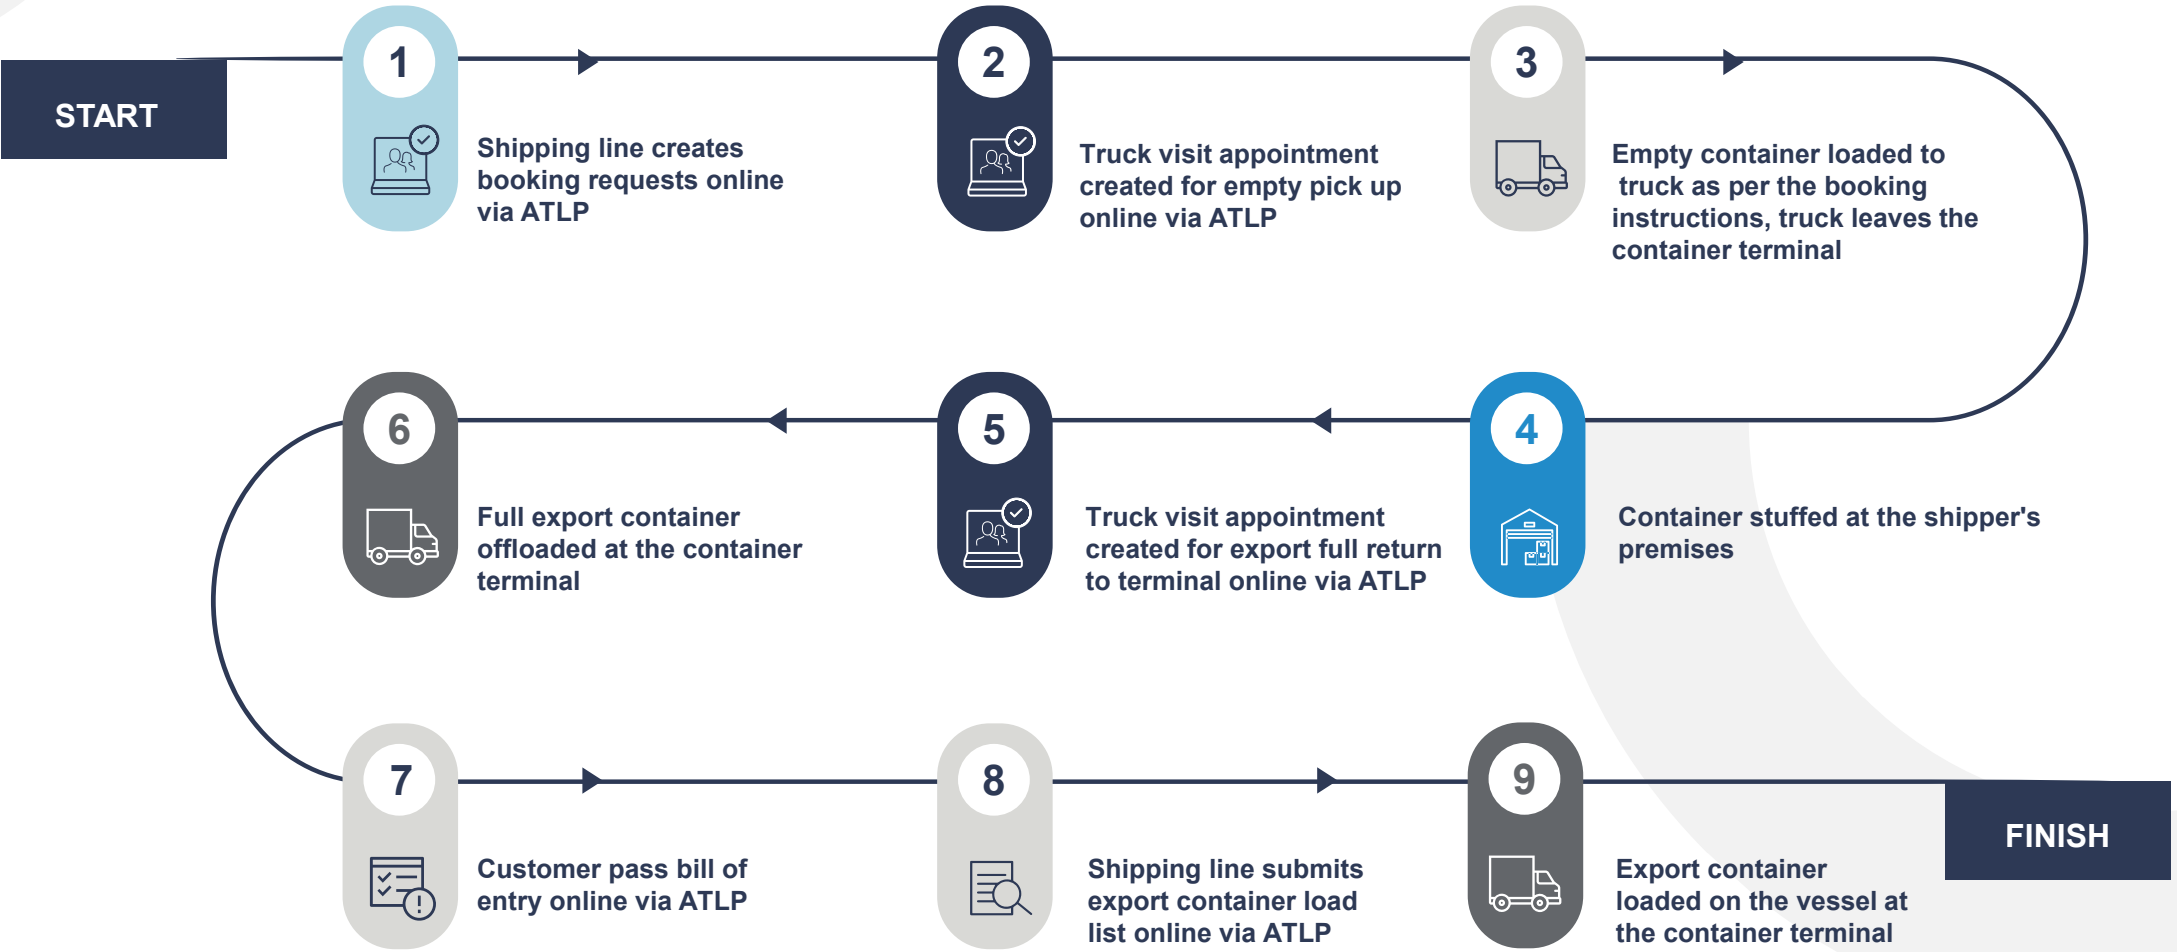 START
1
Shipping line creates
booking requests online
via ATLP
2
Truck visit appointment
created for empty pick up
online via ATLP
3
Empty container loaded to
truck as per the booking
instructions, truck leaves the
container terminal
4
Container stuffed at the shipper's
premises
5
Truck visit appointment
created for export full return
to terminal online via ATLP
6
Full export container
offloaded at the container
terminal
7
Customer pass bill of
entry online via ATLP
8
Shipping line submits
export container load
list online via ATLP
9
Export container
loaded on the vessel at
the container terminal
FINISH